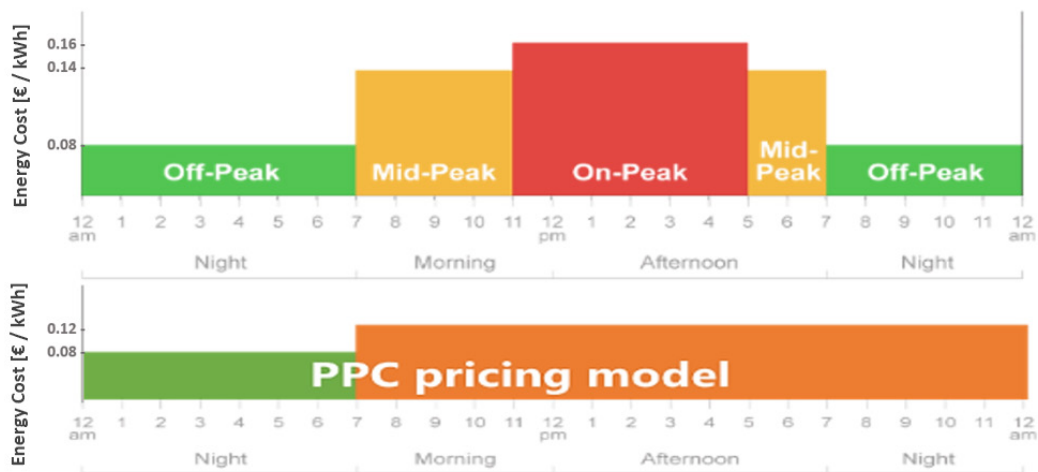 Energy Cost [€ / kWh]
0.16
0.14
0.08
Off-Peak
Mid-Peak
On-Peak
Mid-
Peak
Off-Peak
12 1 2 3 4 5 6 7 8 9 10 11 12 1 2 3 4 5 6 7 8 9 10 11 12
am pm am
Night Morning Afternoon Night
Energy Cost [€ / kWh]
0.12
0.08
PPC pricing model
12 1 2 3 4 5 6 7 8 9 10 11 12 1 2 3 4 5 6 7 8 9 10 11 12
am pm am
Night Morning Afternoon Night